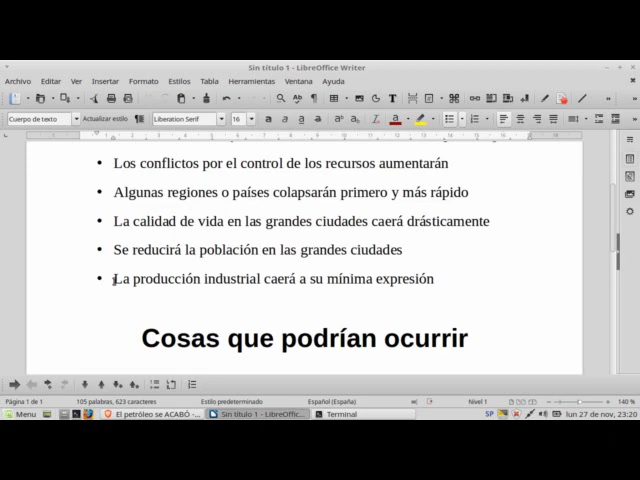 Sin título 1 - LibreOffice Writer
Archivo Editar Ver Insertar Formato Estilos Tabla Herramientas Ventana Ayuda
Cuerpo de texto Actualizar estilo Liberation Serif 16
• Los conflictos por el control de los recursos aumentarán
• Algunas regiones o países colapsarán primero y más rápido
• La calidad de vida en las grandes ciudades caerá drásticamente
• Se reducirá la población en las grandes ciudades
• La producción industrial caerá a su mínima expresión
Cosas que podrían ocurrir
Página 1 de 1 105 palabras, 623 caracteres Estilo predeterminado Español (España) Nivel 1 140 %
Menu El petróleo se ACABÓ -... Sin título 1 - LibreOffic... Terminal SP lun 27 de nov, 23:20